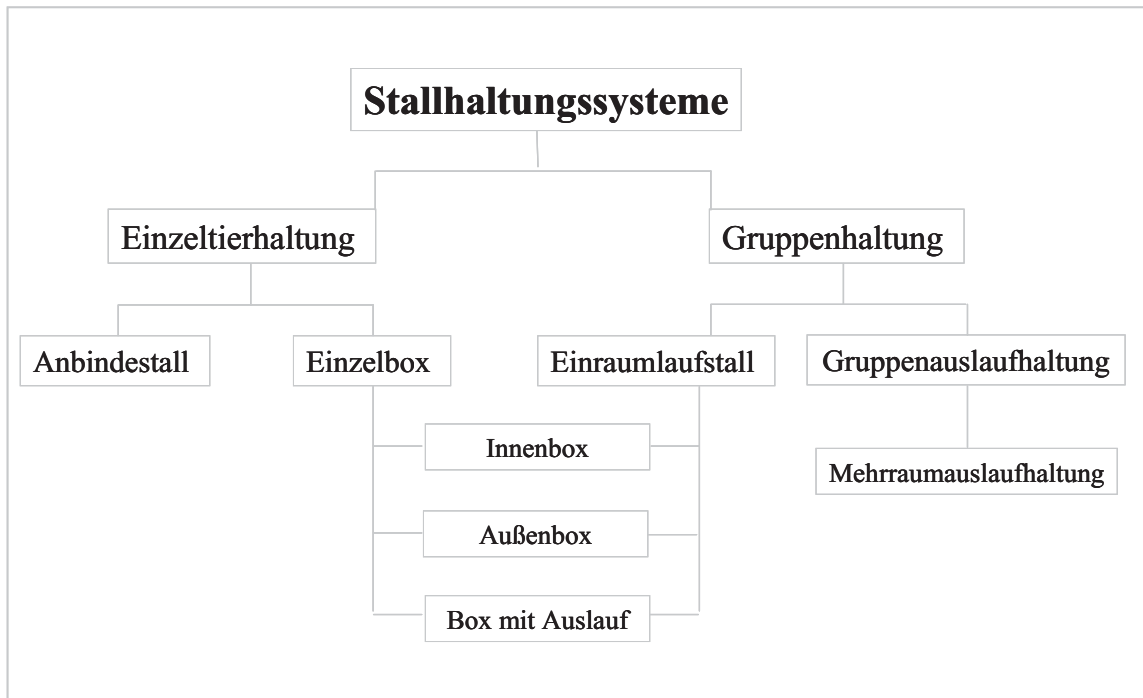 Stallhaltungssysteme
Einzeltierhaltung
Gruppenhaltung
Anbindestall
Einzelbox
Einraumlaufstall
Gruppenauslaufhaltung
Innenbox
Mehrraumauslaufhaltung
Außenbox
Box mit Auslauf